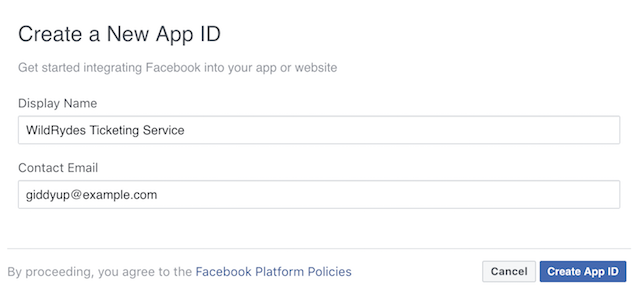 Create a New App ID
Get started integrating Facebook into your app or website
Display Name
WildRydes Ticketing Service
Contact Email
giddyup@example.com
By proceeding, you agree to the Facebook Platform Policies
Cancel
Create App ID